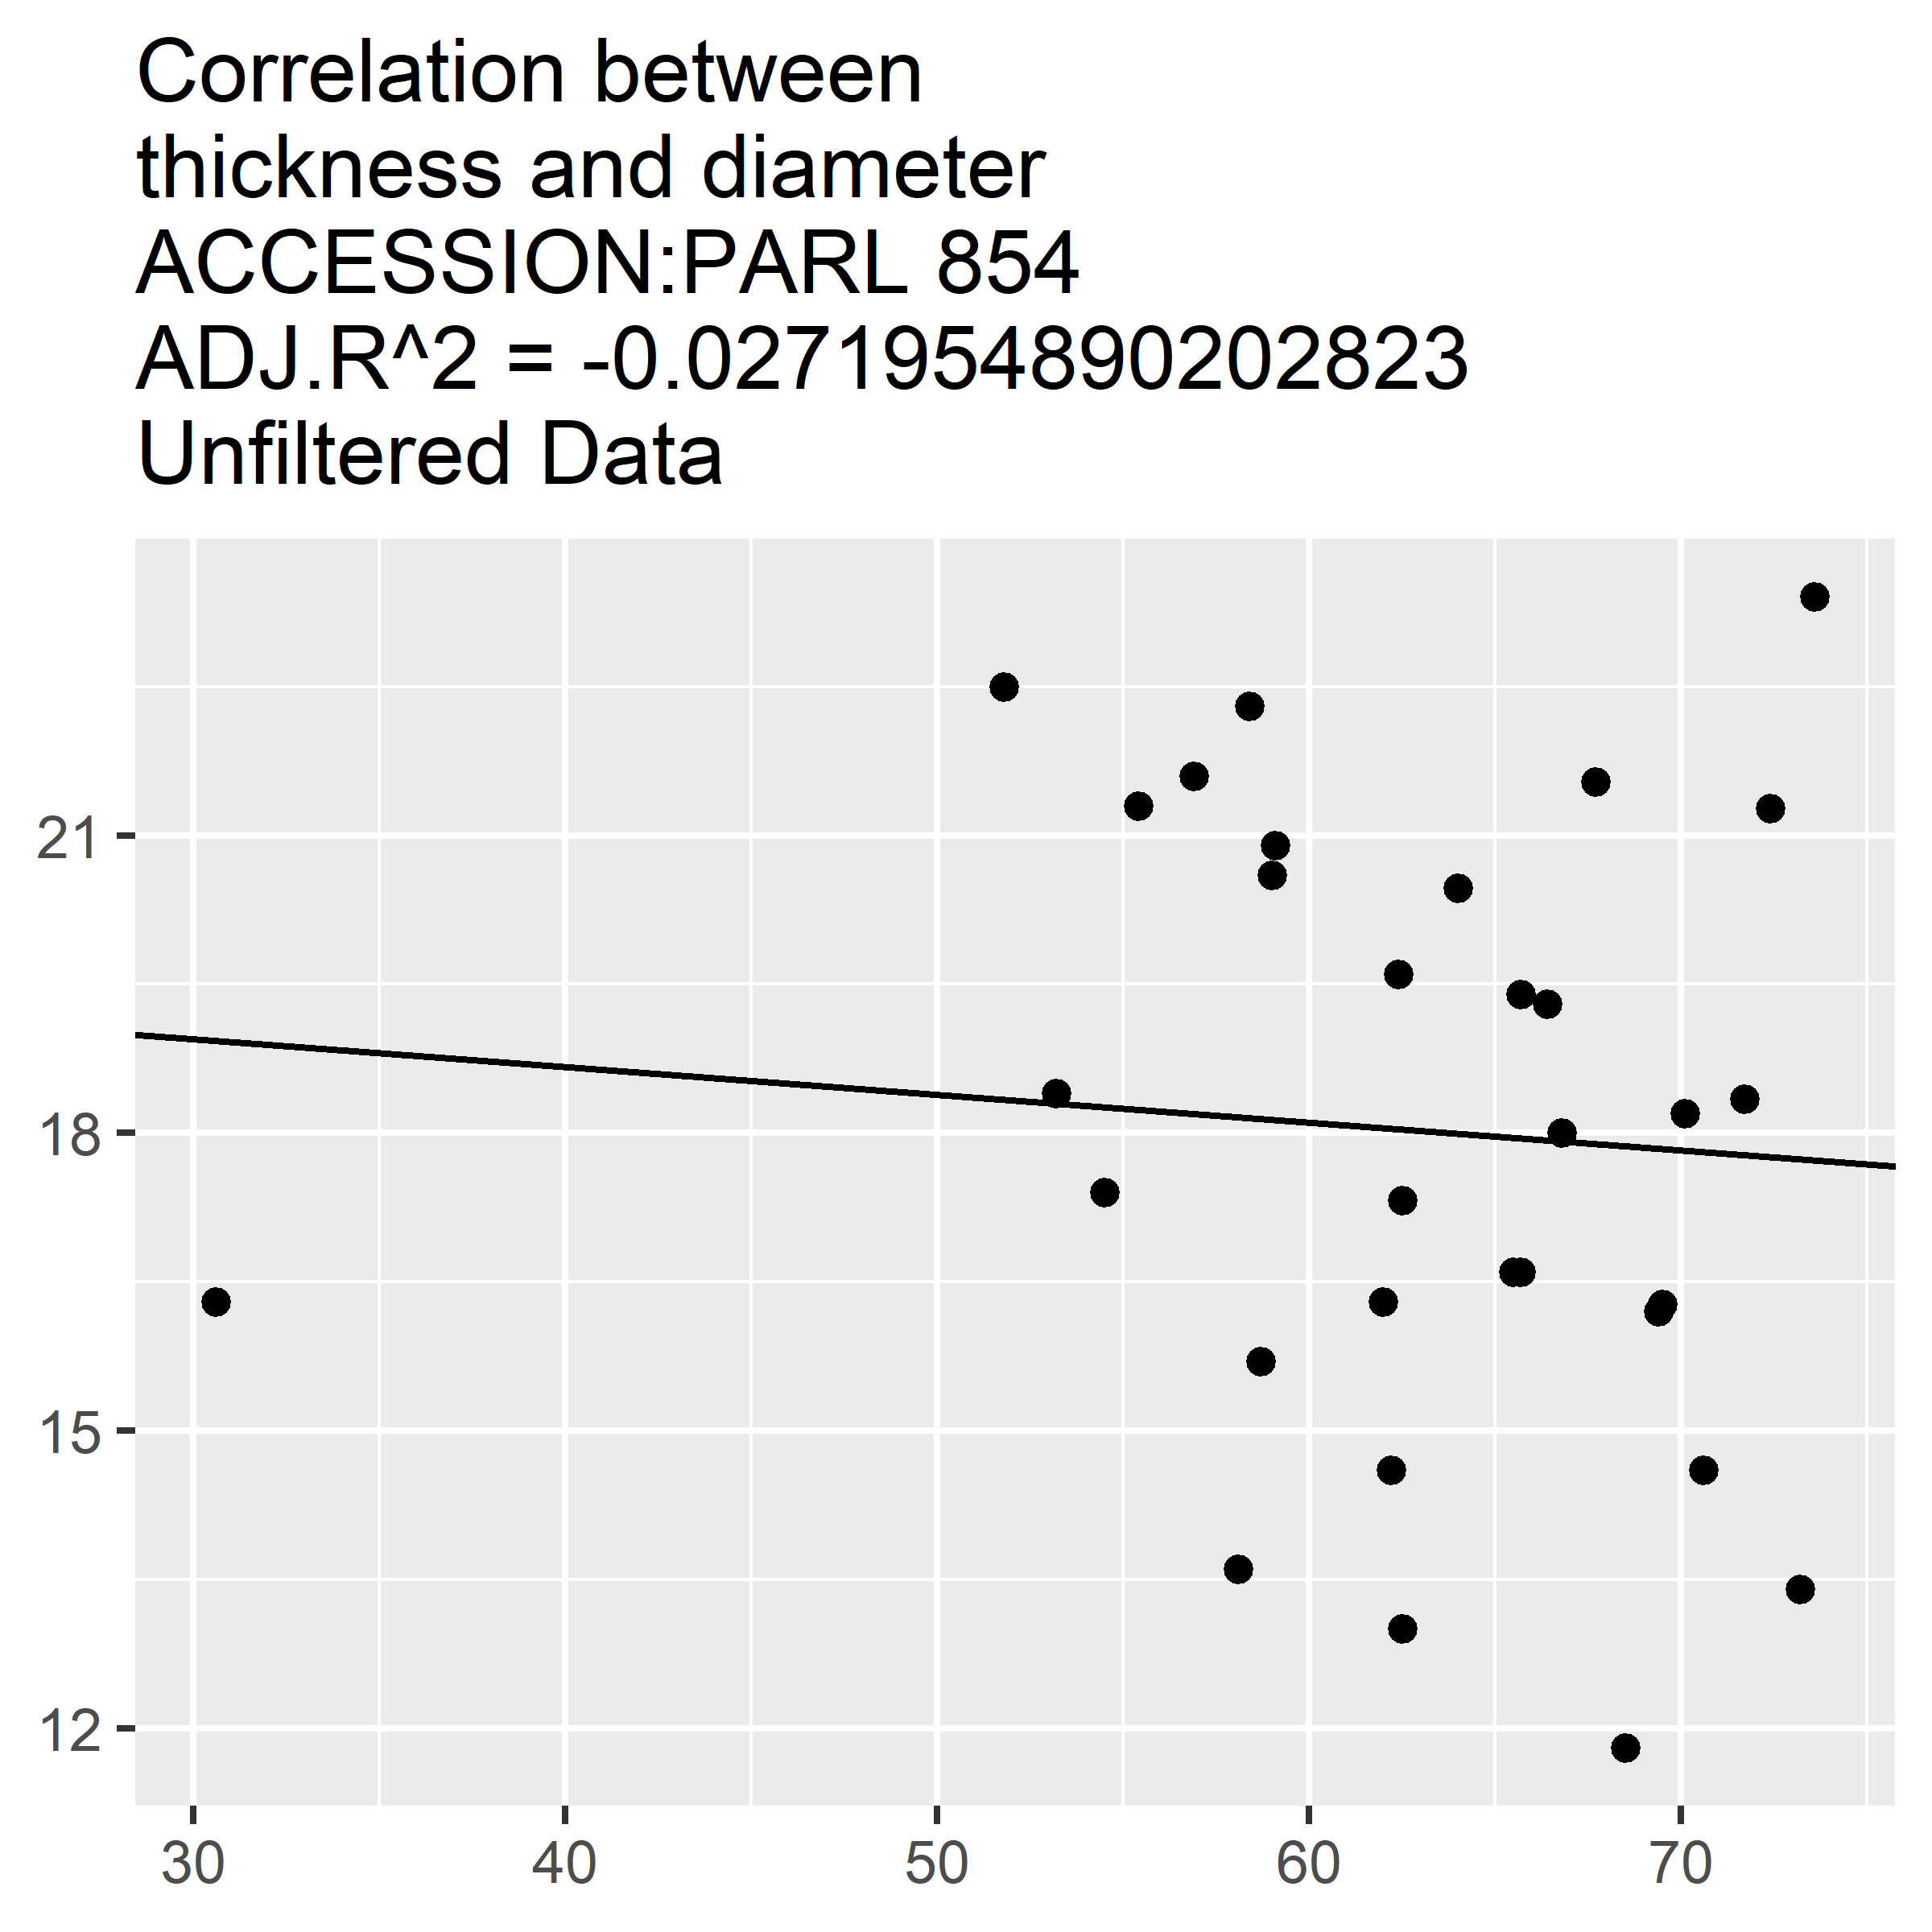 Correlation between
thickness and diameter
ACCESSION:PARL 854
ADJ.R^2 = -0.0271954890202823
Unfiltered Data
21
18
15
12
30 40 50 60 70